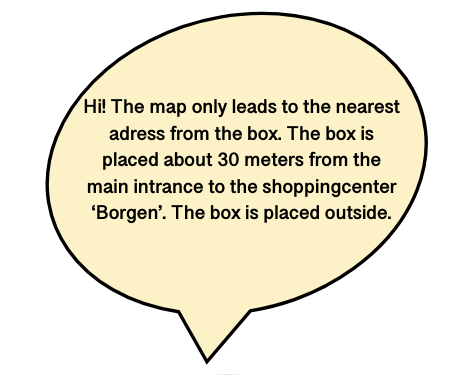 Hi! The map only leads to the nearest
adress from the box. The box is
placed about 30 meters from the
main intrance to the shoppingcenter
‘Borgen’. The box is placed outside.